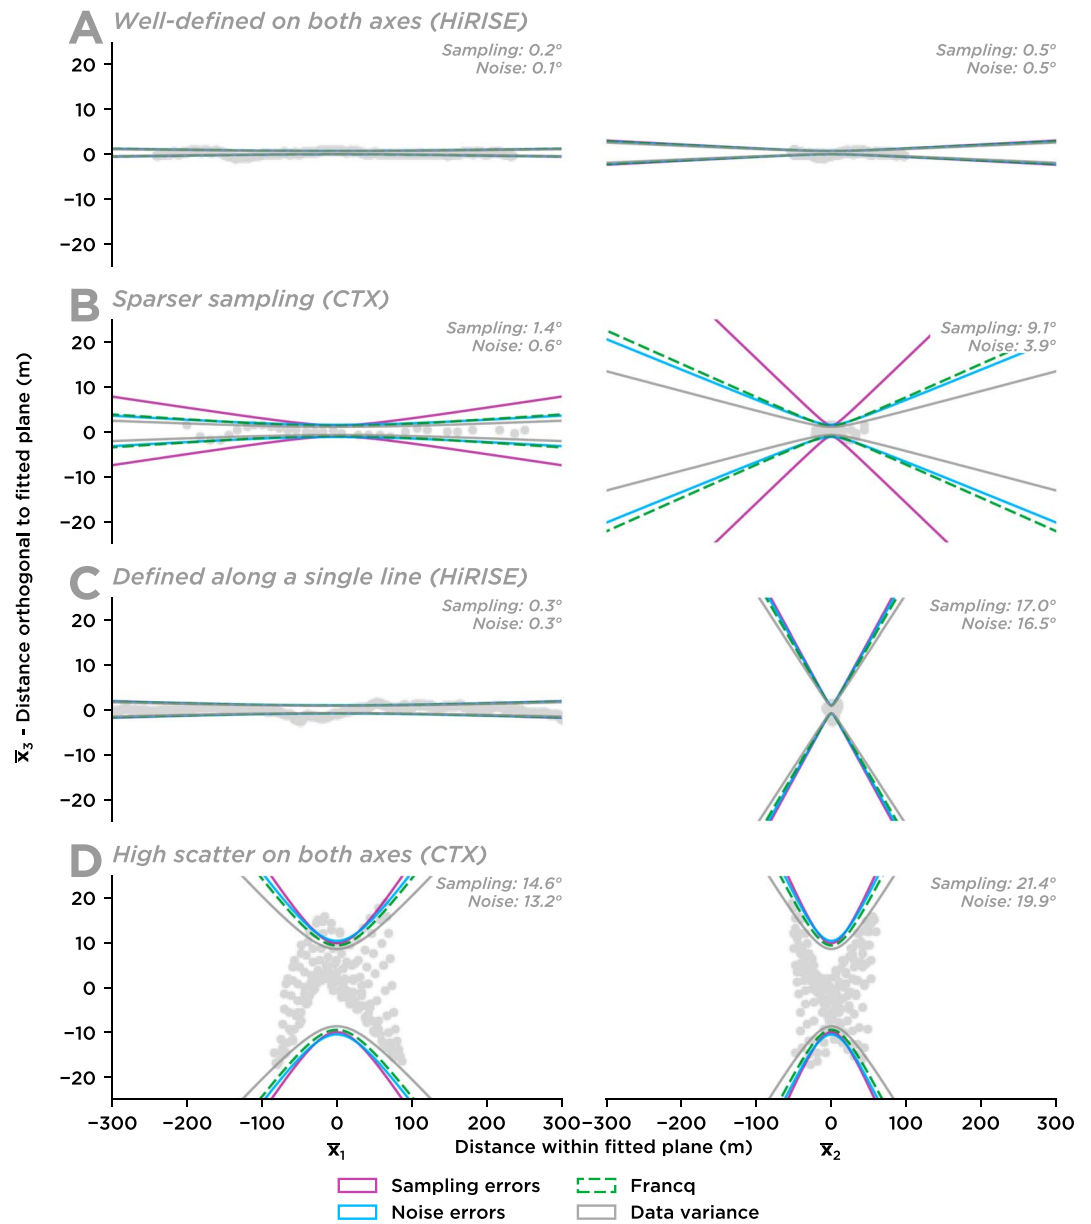 A Well-defined on both axes (HiRISE)
Sampling: 0.2°
Noise: 0.1°
Sampling: 0.5°
Noise: 0.5°
20
10
0
−10
−20
B Sparser sampling (CTX)
Sampling: 1.4°
Noise: 0.6°
Sampling: 9.1°
Noise: 3.9°
20
10
0
−10
−20
x̅₃ - Distance orthogonal to fitted plane (m)
C Defined along a single line (HiRISE)
Sampling: 0.3°
Noise: 0.3°
Sampling: 17.0°
Noise: 16.5°
20
10
0
−10
−20
D High scatter on both axes (CTX)
Sampling: 14.6°
Noise: 13.2°
Sampling: 21.4°
Noise: 19.9°
20
10
0
−10
−20
−300 −200 −100 0 100 200 300 −300 −200 −100 0 100 200 300
x̅₁ Distance within fitted plane (m) x̅₂
Sampling errors Francq
Noise errors Data variance